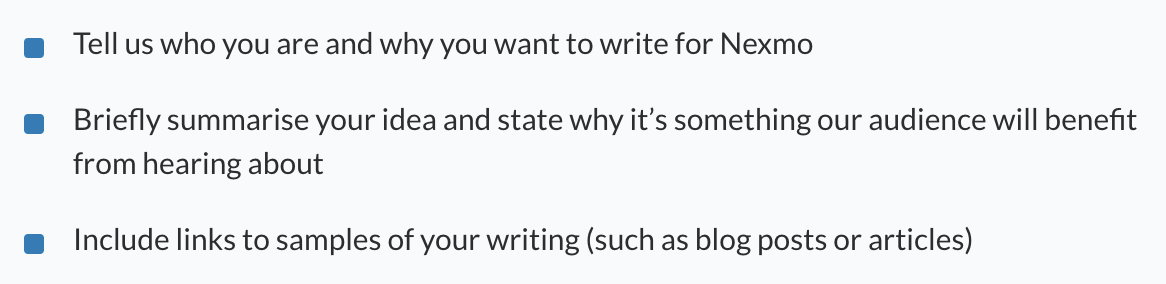 Tell us who you are and why you want to write for Nexmo
Briefly summarise your idea and state why it’s something our audience will benefit
from hearing about
Include links to samples of your writing (such as blog posts or articles)